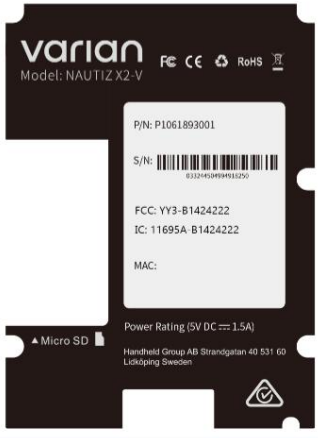 varian
Model: NAUTIZ X2-V
FC CE RoHS
P/N: P1061893001
S/N:
FCC: YY3-B1424222
IC: 11695A-B1424222
MAC:
Power Rating (5V DC ⎓ 1.5A)
Micro SD
Handheld Group AB Strandgatan 40 531 60
Lidköping Sweden